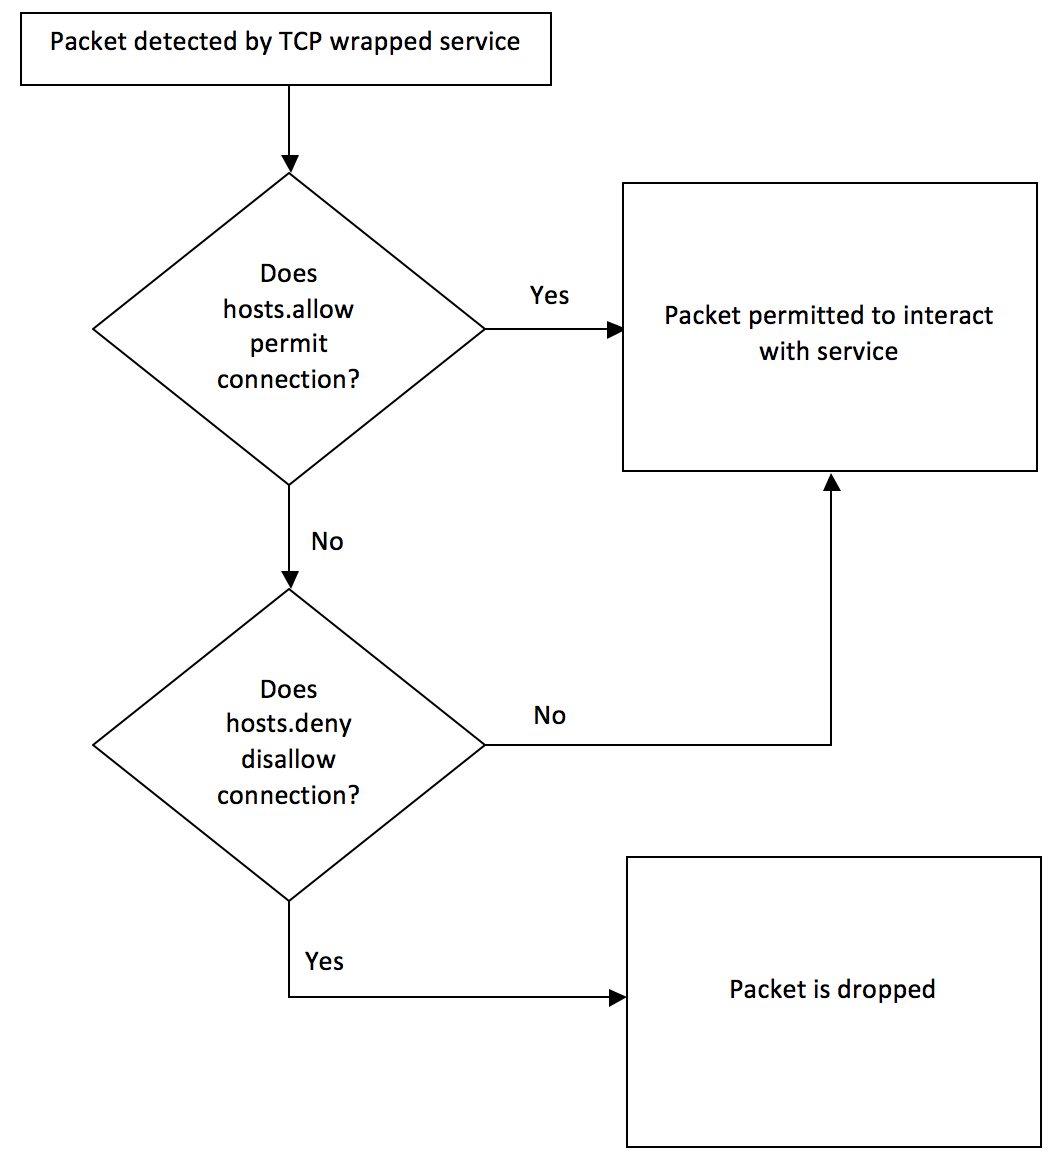 Packet detected by TCP wrapped service
Does
hosts.allow
permit
connection?
Yes
Packet permitted to interact
with service
No
Does
hosts.deny
disallow
connection?
No
Yes
Packet is dropped